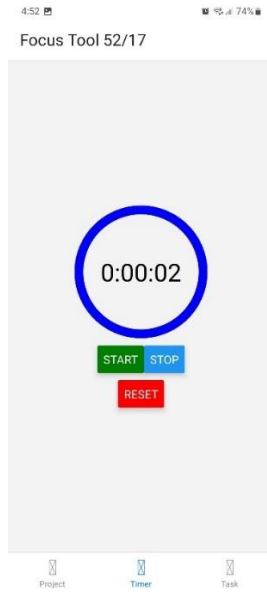 4:52 74%
Focus Tool 52/17
0:00:02
START STOP
RESET
Project Timer Task